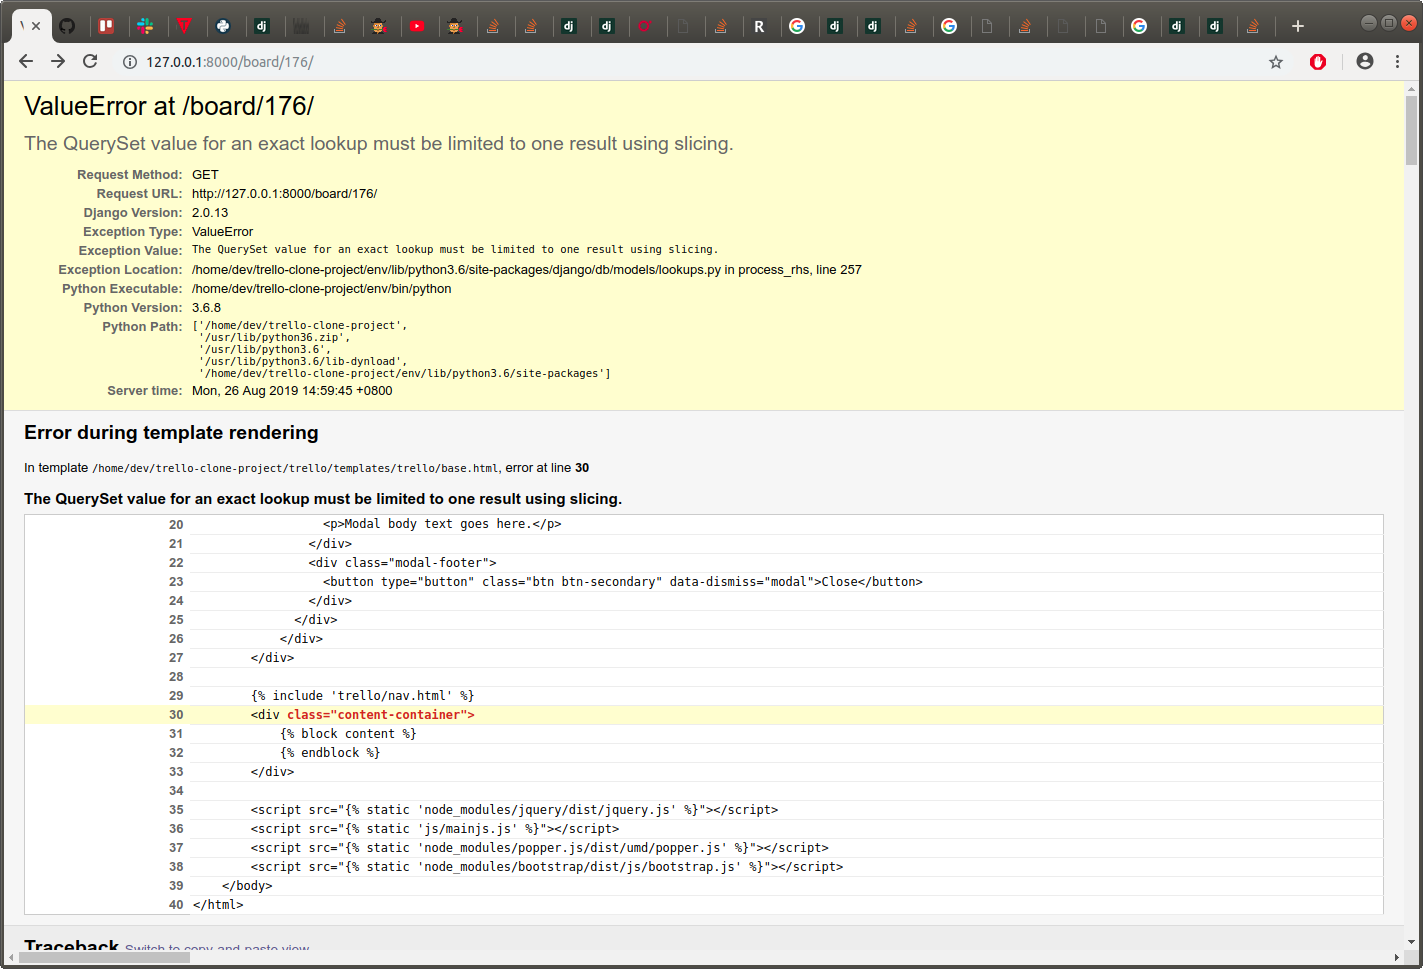 127.0.0.1:8000/board/176/
ValueError at /board/176/
The QuerySet value for an exact lookup must be limited to one result using slicing.
Request Method: GET
Request URL: http://127.0.0.1:8000/board/176/
Django Version: 2.0.13
Exception Type: ValueError
Exception Value: The QuerySet value for an exact lookup must be limited to one result using slicing.
Exception Location: /home/dev/trello-clone-project/env/lib/python3.6/site-packages/django/db/models/lookups.py in process_rhs, line 257
Python Executable: /home/dev/trello-clone-project/env/bin/python
Python Version: 3.6.8
Python Path: ['/home/dev/trello-clone-project',
'/usr/lib/python36.zip',
'/usr/lib/python3.6',
'/usr/lib/python3.6/lib-dynload',
'/home/dev/trello-clone-project/env/lib/python3.6/site-packages']
Server time: Mon, 26 Aug 2019 14:59:45 +0800
Error during template rendering
In template /home/dev/trello-clone-project/trello/templates/trello/base.html, error at line 30
The QuerySet value for an exact lookup must be limited to one result using slicing.
20 <p>Modal body text goes here.</p>
21 </div>
22 <div class="modal-footer">
23 <button type="button" class="btn btn-secondary" data-dismiss="modal">Close</button>
24 </div>
25 </div>
26 </div>
27 </div>
28
29 {% include 'trello/nav.html' %}
30 <div class="content-container">
31 {% block content %}
32 {% endblock %}
33 </div>
34
35 <script src="{% static 'node_modules/jquery/dist/jquery.js' %}"></script>
36 <script src="{% static 'js/mainjs.js' %}"></script>
37 <script src="{% static 'node_modules/popper.js/dist/umd/popper.js' %}"></script>
38 <script src="{% static 'node_modules/bootstrap/dist/js/bootstrap.js' %}"></script>
39 </body>
40 </html>
Traceback Switch to copy-and-paste view